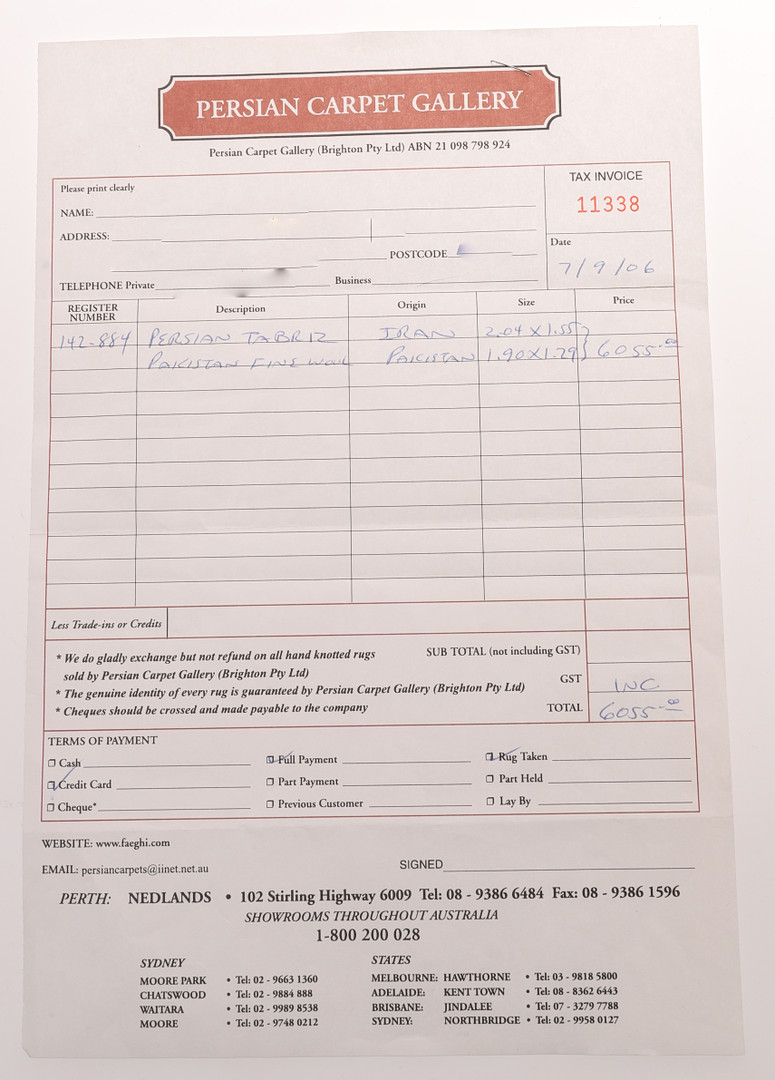 PERSIAN CARPET GALLERY
Persian Carpet Gallery (Brighton Pty Ltd) ABN 21 098 798 924
Please print clearly
TAX INVOICE
11338
NAME:
ADDRESS:
POSTCODE
Date
7/9/06
TELEPHONE Private
Business
REGISTER NUMBER Description Origin Size Price
142-884 PERSIAN TABRIZ IRAN 2.04 X 1.55
PAKISTAN FINE WOOL PAKISTAN 1.90 X 1.29 } 6055.00
Less Trade-ins or Credits
* We do gladly exchange but not refund on all hand knotted rugs
sold by Persian Carpet Gallery (Brighton Pty Ltd)
* The genuine identity of every rug is guaranteed by Persian Carpet Gallery (Brighton Pty Ltd)
* Cheques should be crossed and made payable to the company
SUB TOTAL (not including GST)
GST INC
TOTAL 6055.00
TERMS OF PAYMENT
Cash Full Payment Rug Taken
Credit Card Part Payment Part Held
Cheque* Previous Customer Lay By
WEBSITE: www.faeghi.com
EMAIL: persiancarpets@iinet.net.au
SIGNED
PERTH: NEDLANDS • 102 Stirling Highway 6009 Tel: 08 - 9386 6484 Fax: 08 - 9386 1596
SHOWROOMS THROUGHOUT AUSTRALIA
1-800 200 028
SYDNEY
MOORE PARK • Tel: 02 - 9663 1360
CHATSWOOD • Tel: 02 - 9884 888
WAITARA • Tel: 02 - 9989 8538
MOORE • Tel: 02 - 9748 0212
STATES
MELBOURNE: HAWTHORNE • Tel: 03 - 9818 5800
ADELAIDE: KENT TOWN • Tel: 08 - 8362 6443
BRISBANE: JINDALEE • Tel: 07 - 3279 7788
SYDNEY: NORTHBRIDGE • Tel: 02 - 9958 0127